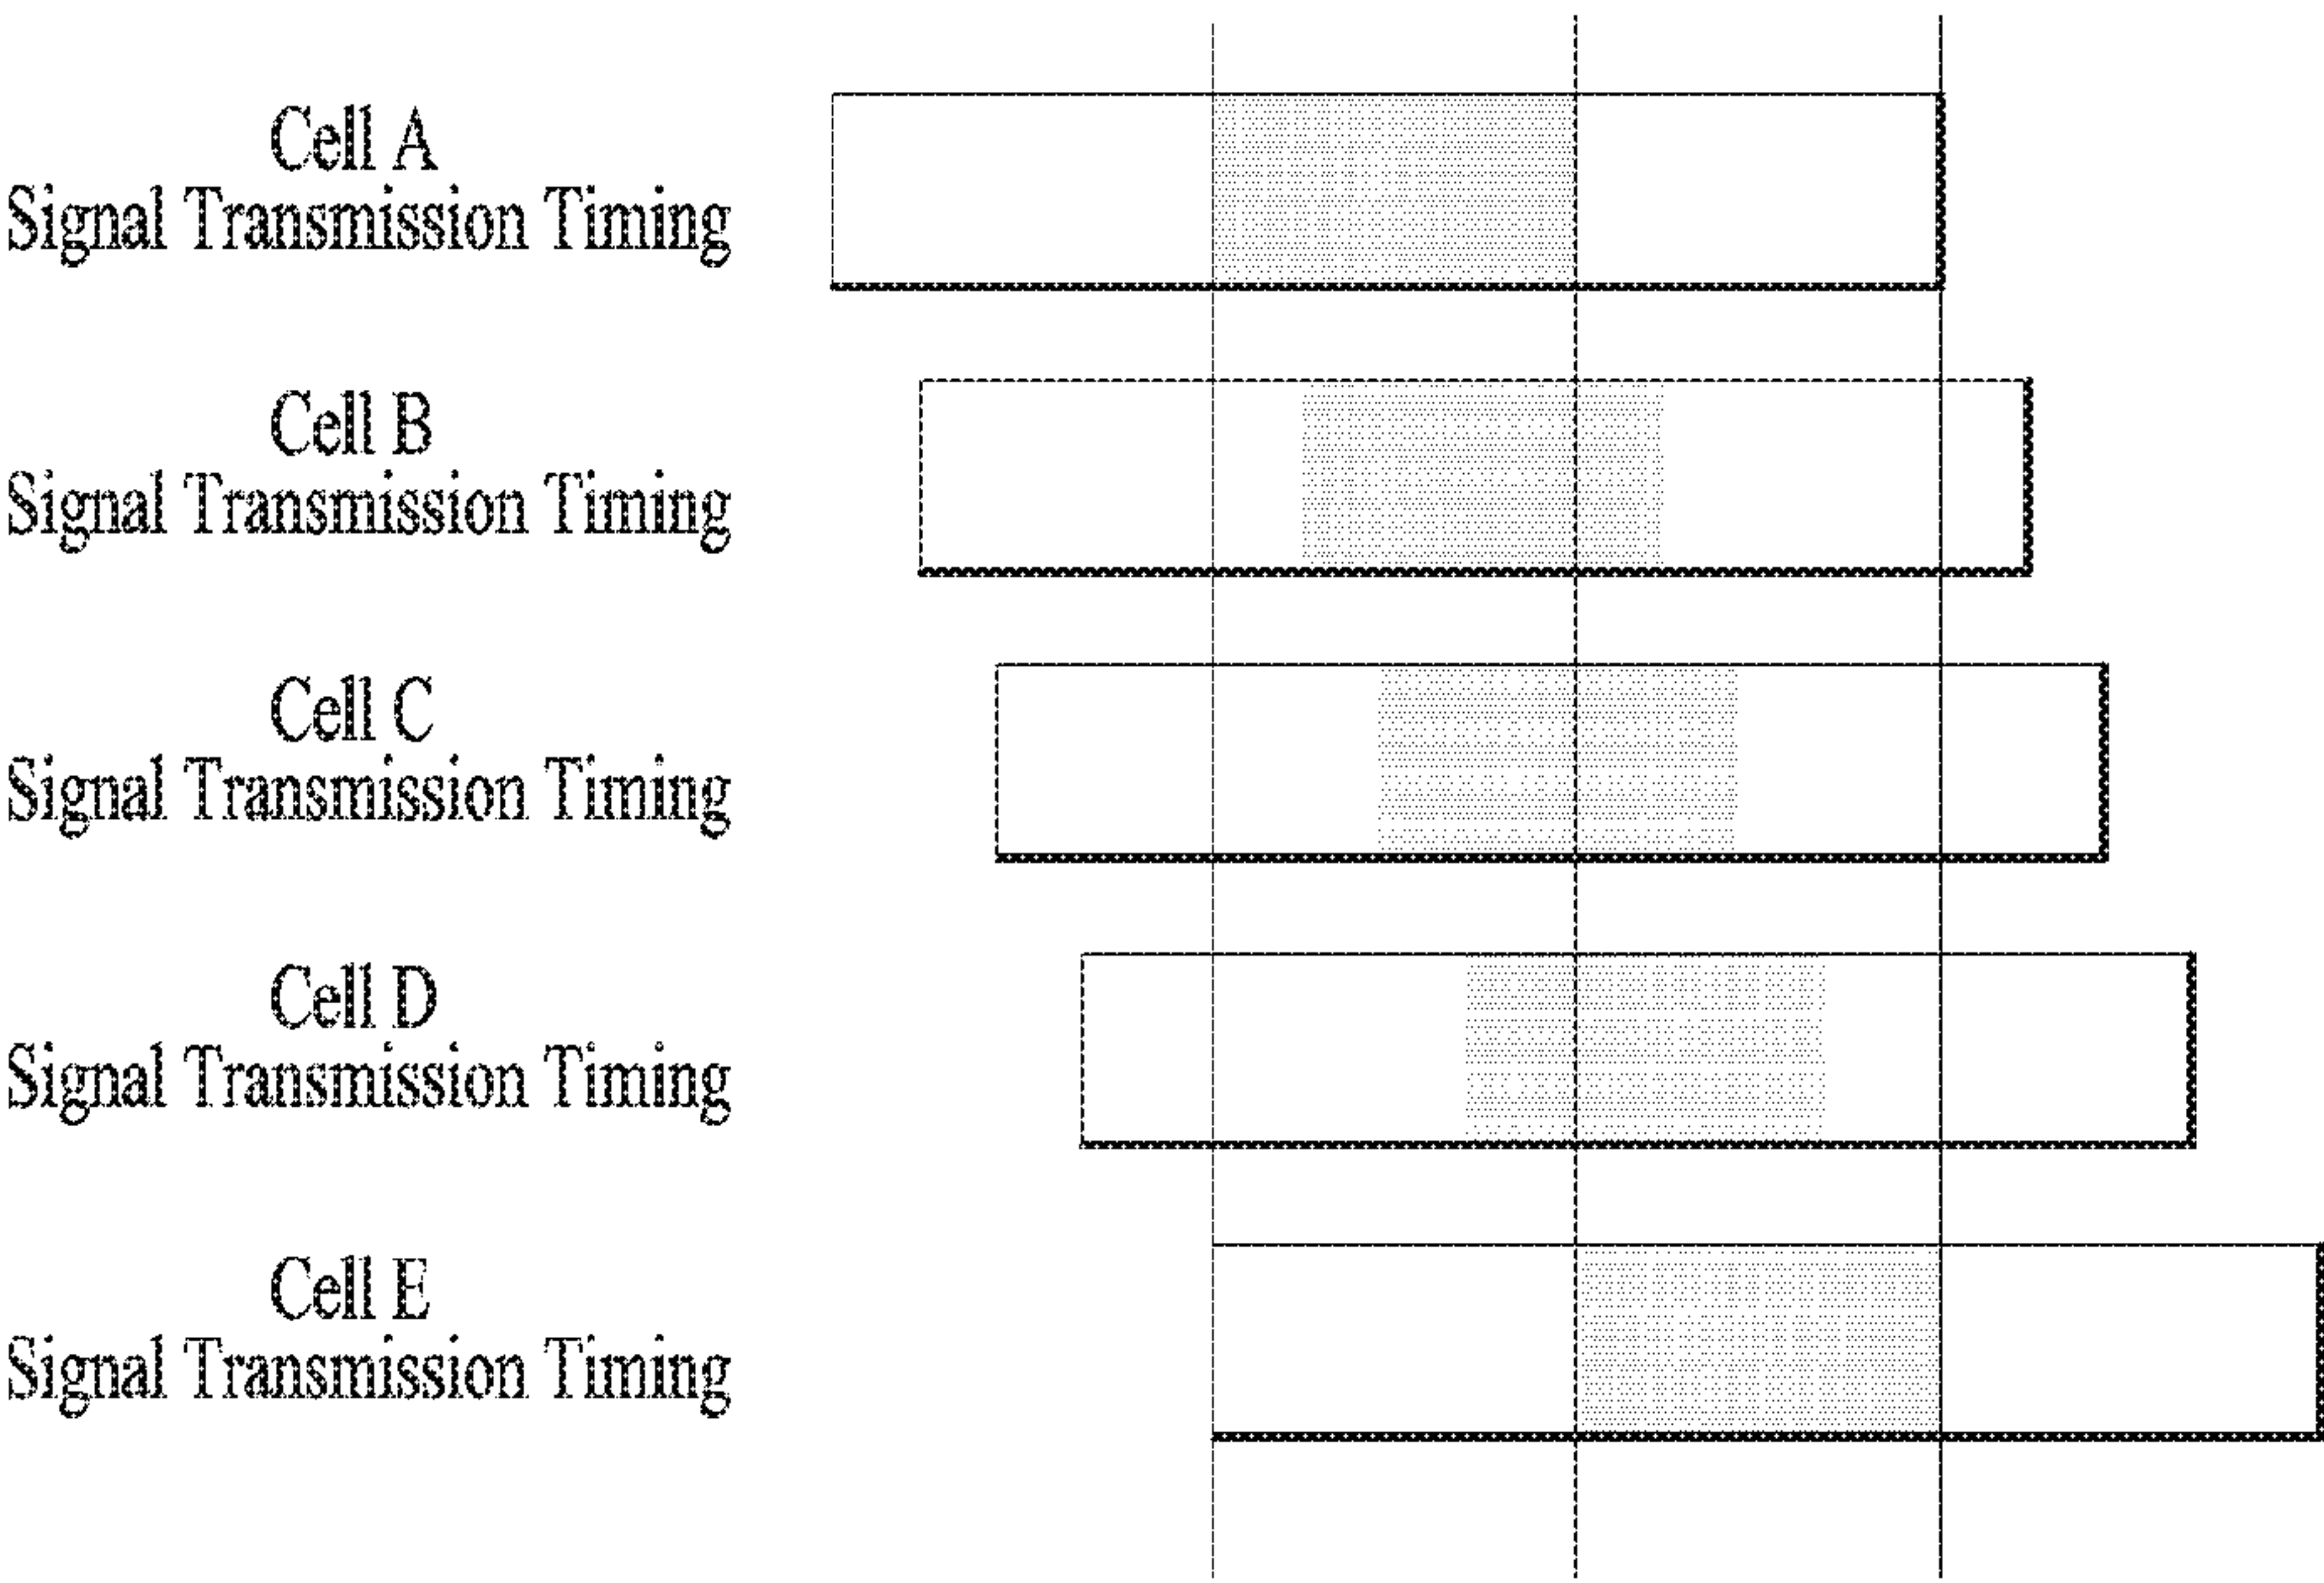 Cell A
Signal Transmission Timing
Cell B
Signal Transmission Timing
Cell C
Signal Transmission Timing
Cell D
Signal Transmission Timing
Cell E
Signal Transmission Timing